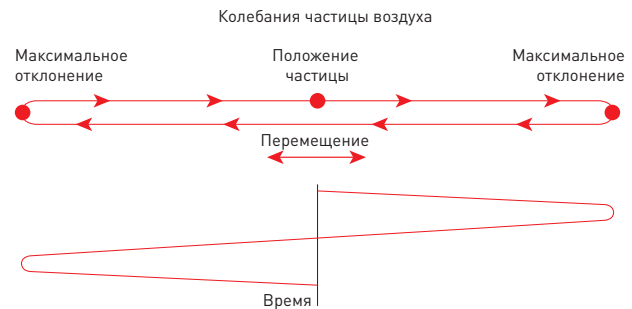 Колебания частицы воздуха
Максимальное
отклонение
Положение
частицы
Максимальное
отклонение
Перемещение
Время